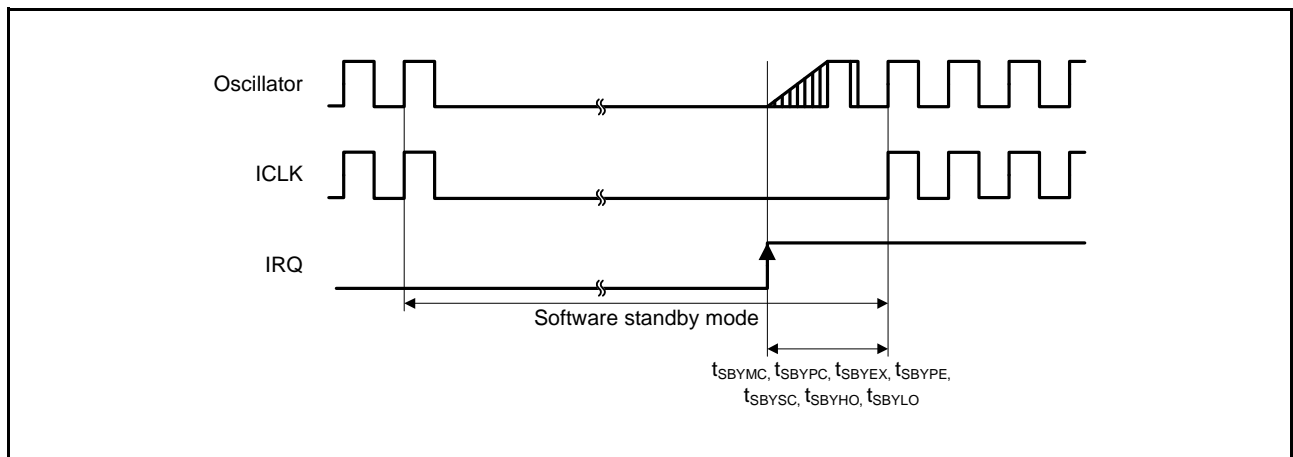 Oscillator
ICLK
IRQ
Software standby mode
tSBYMC, tSBYPC, tSBYEX, tSBYPE,
tSBYSC, tSBYHO, tSBYLO